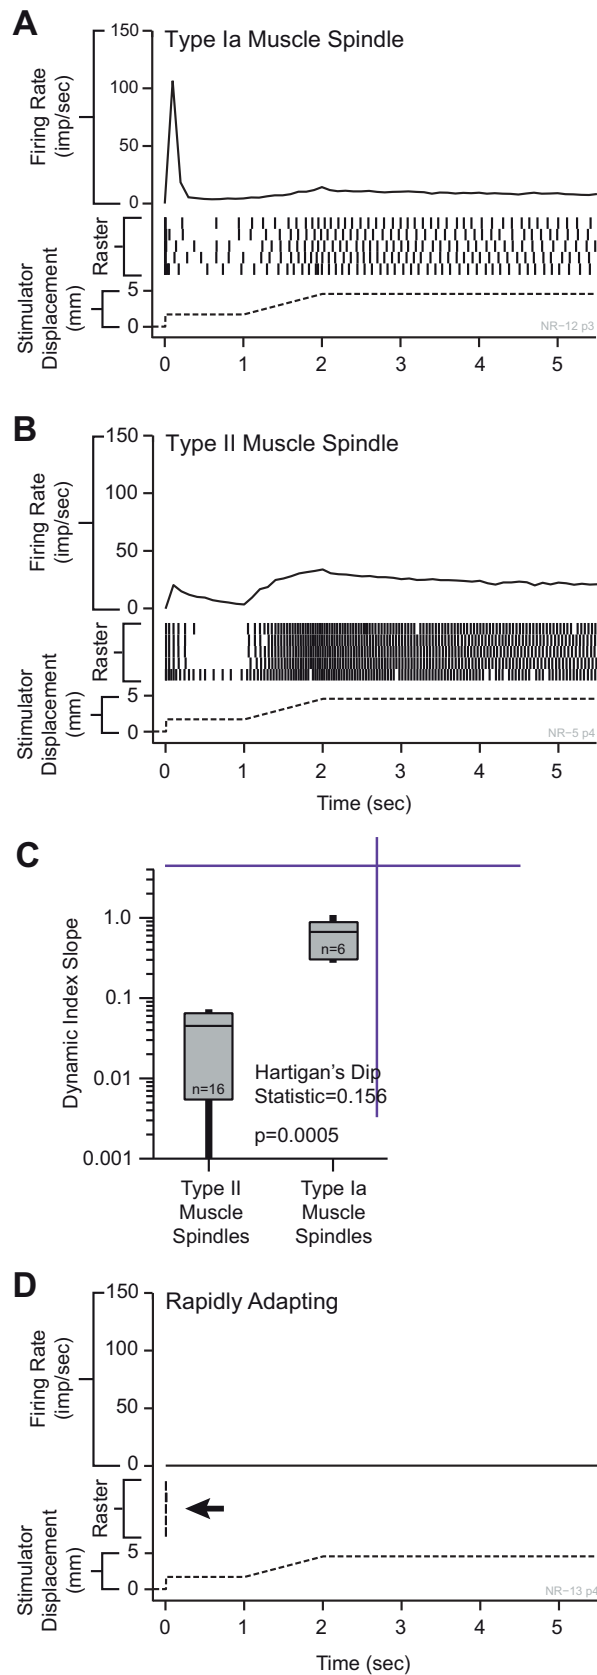 A
Type Ia Muscle Spindle
Firing Rate
(imp/sec)
150
100
50
0
Raster
Stimulator
Displacement
(mm)
5
0
NR−12 p3
0 1 2 3 4 5
B
Type II Muscle Spindle
Firing Rate
(imp/sec)
150
100
50
0
Raster
Stimulator
Displacement
(mm)
5
0
NR−5 p4
0 1 2 3 4 5
Time (sec)
C
Dynamic Index Slope
1.0
0.1
0.01
0.001
n=6
n=16
Hartigan's Dip
Statistic=0.156
p=0.0005
Type II
Muscle
Spindles
Type Ia
Muscle
Spindles
D
Rapidly Adapting
Firing Rate
(imp/sec)
150
100
50
0
Raster
Stimulator
Displacement
(mm)
5
0
NR−13 p4
0 1 2 3 4 5
Time (sec)